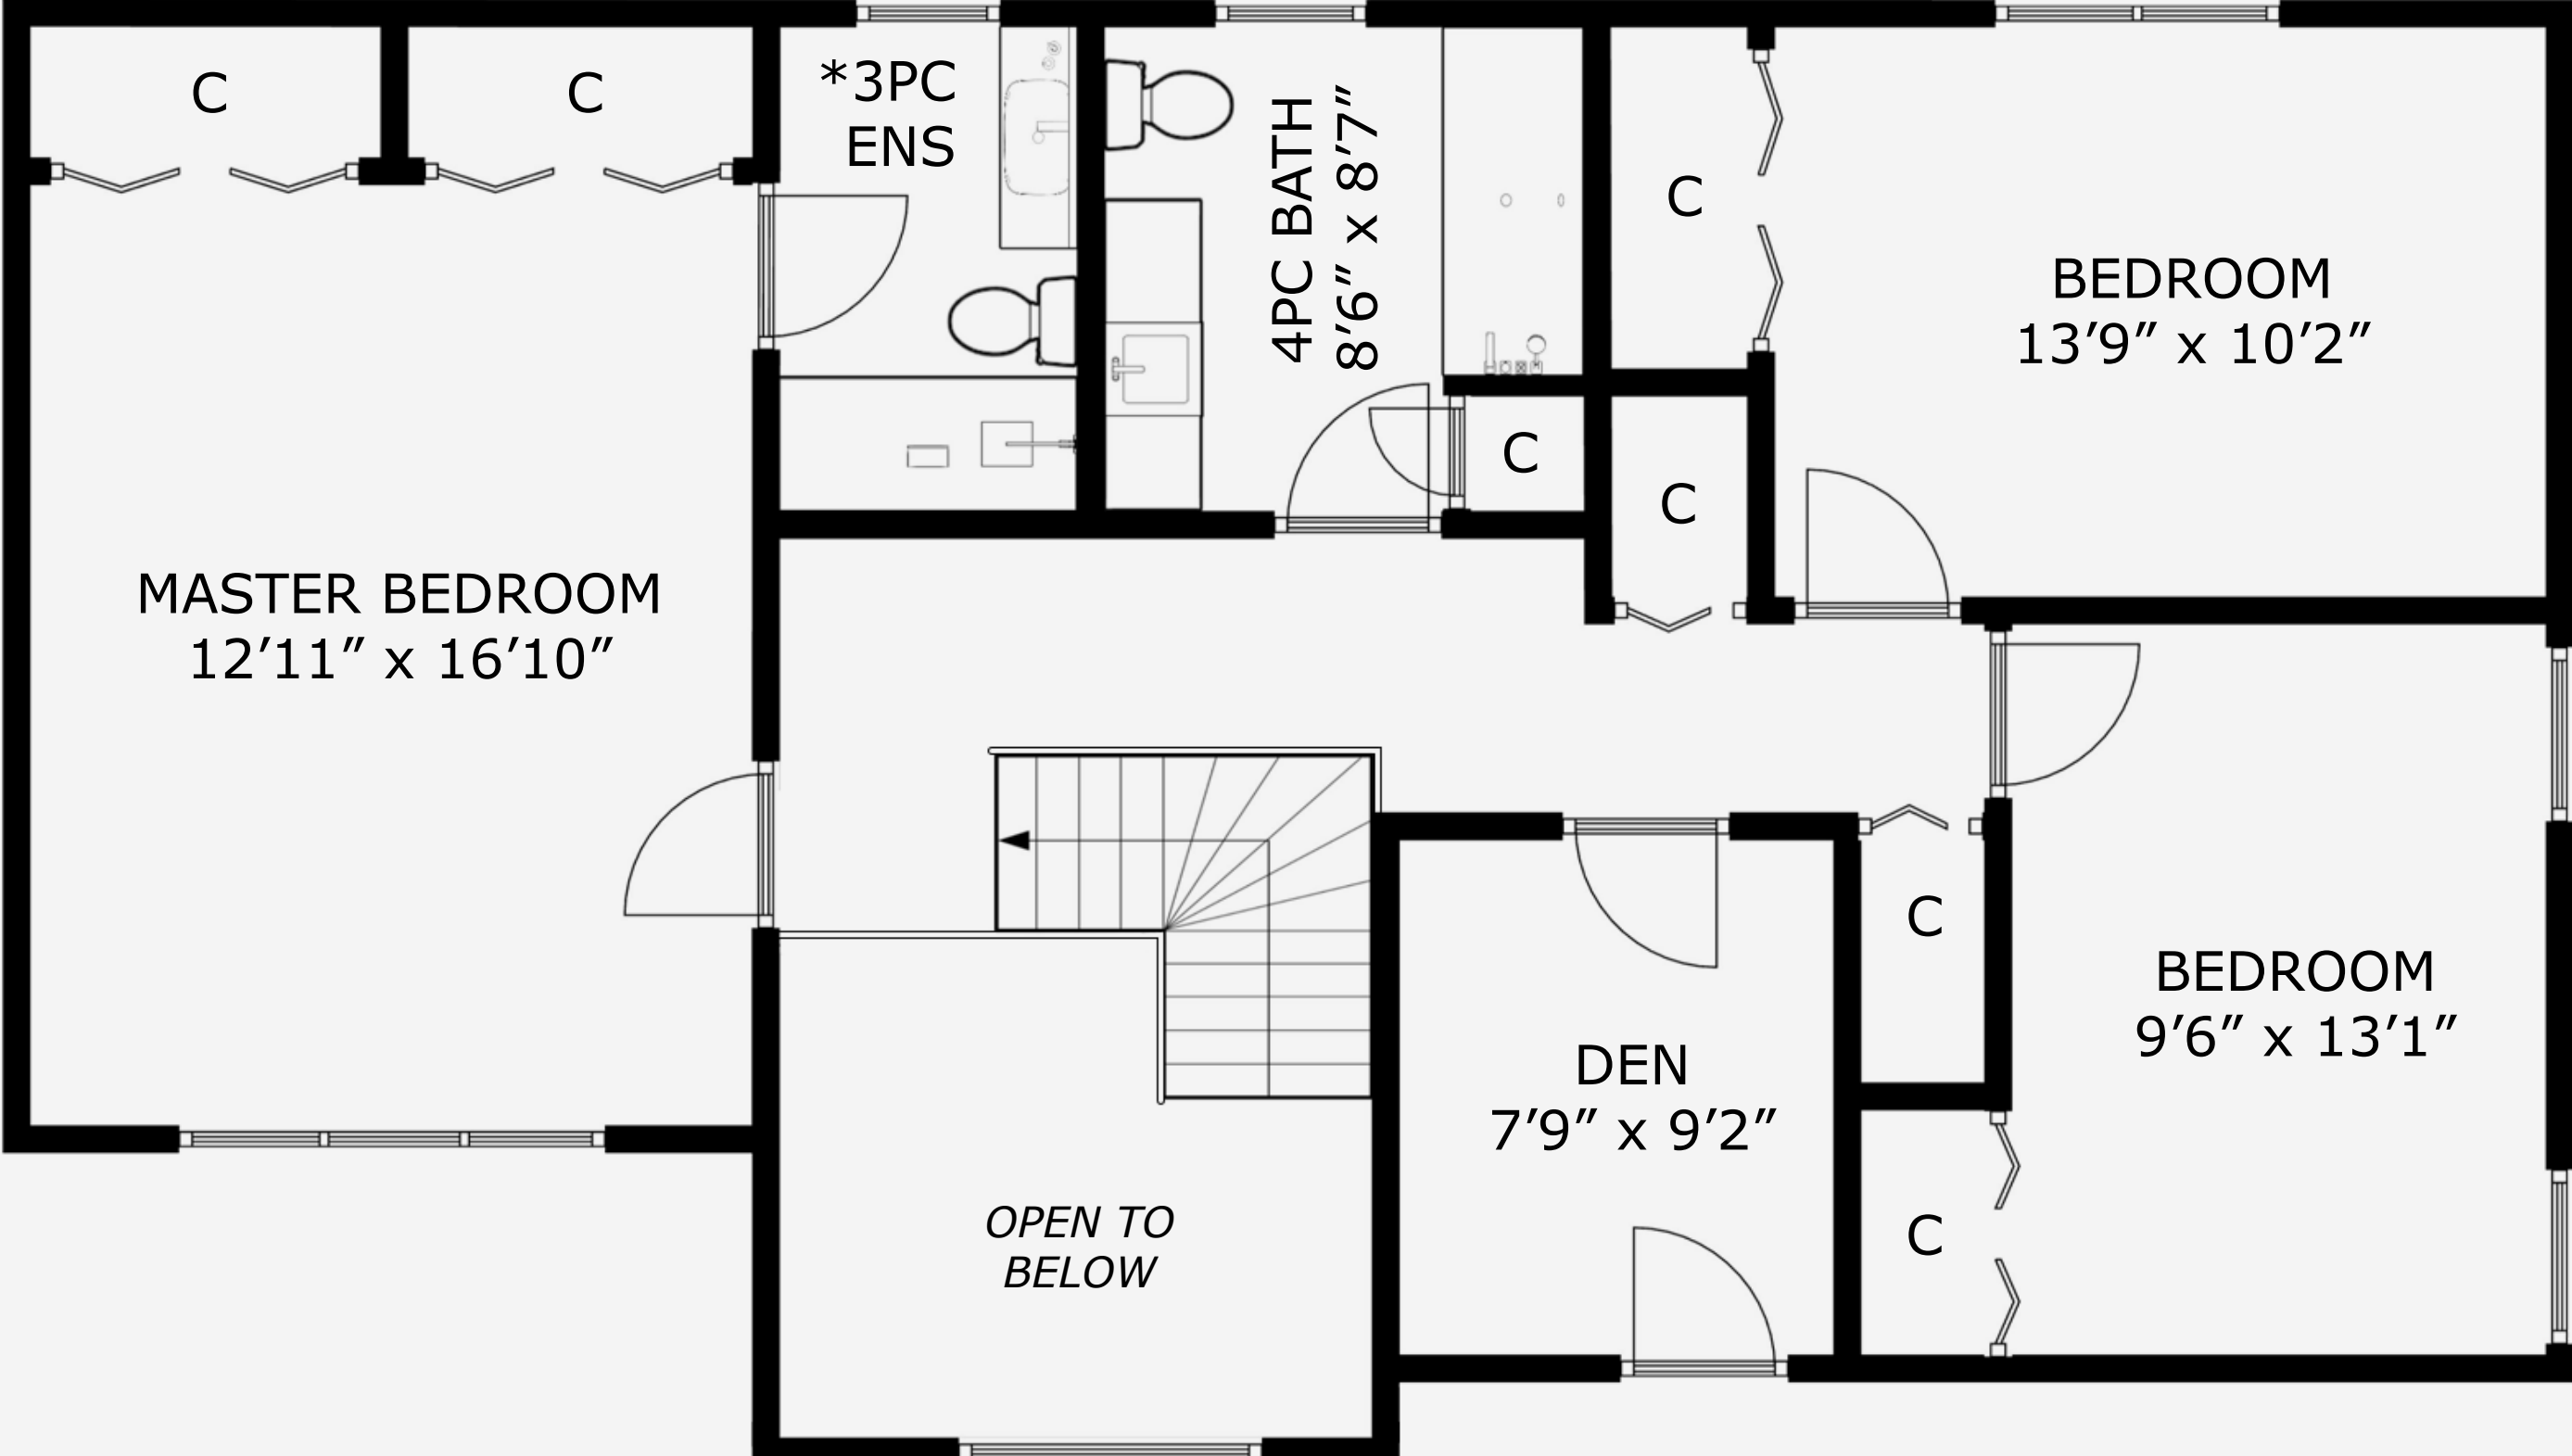 C
C
*3PC
ENS
4PC BATH
8’6” x 8’7”
C
BEDROOM
13’9” x 10’2”
C
C
MASTER BEDROOM
12’11” x 16’10”
C
BEDROOM
9’6” x 13’1”
DEN
7’9” x 9’2”
OPEN TO
BELOW
C